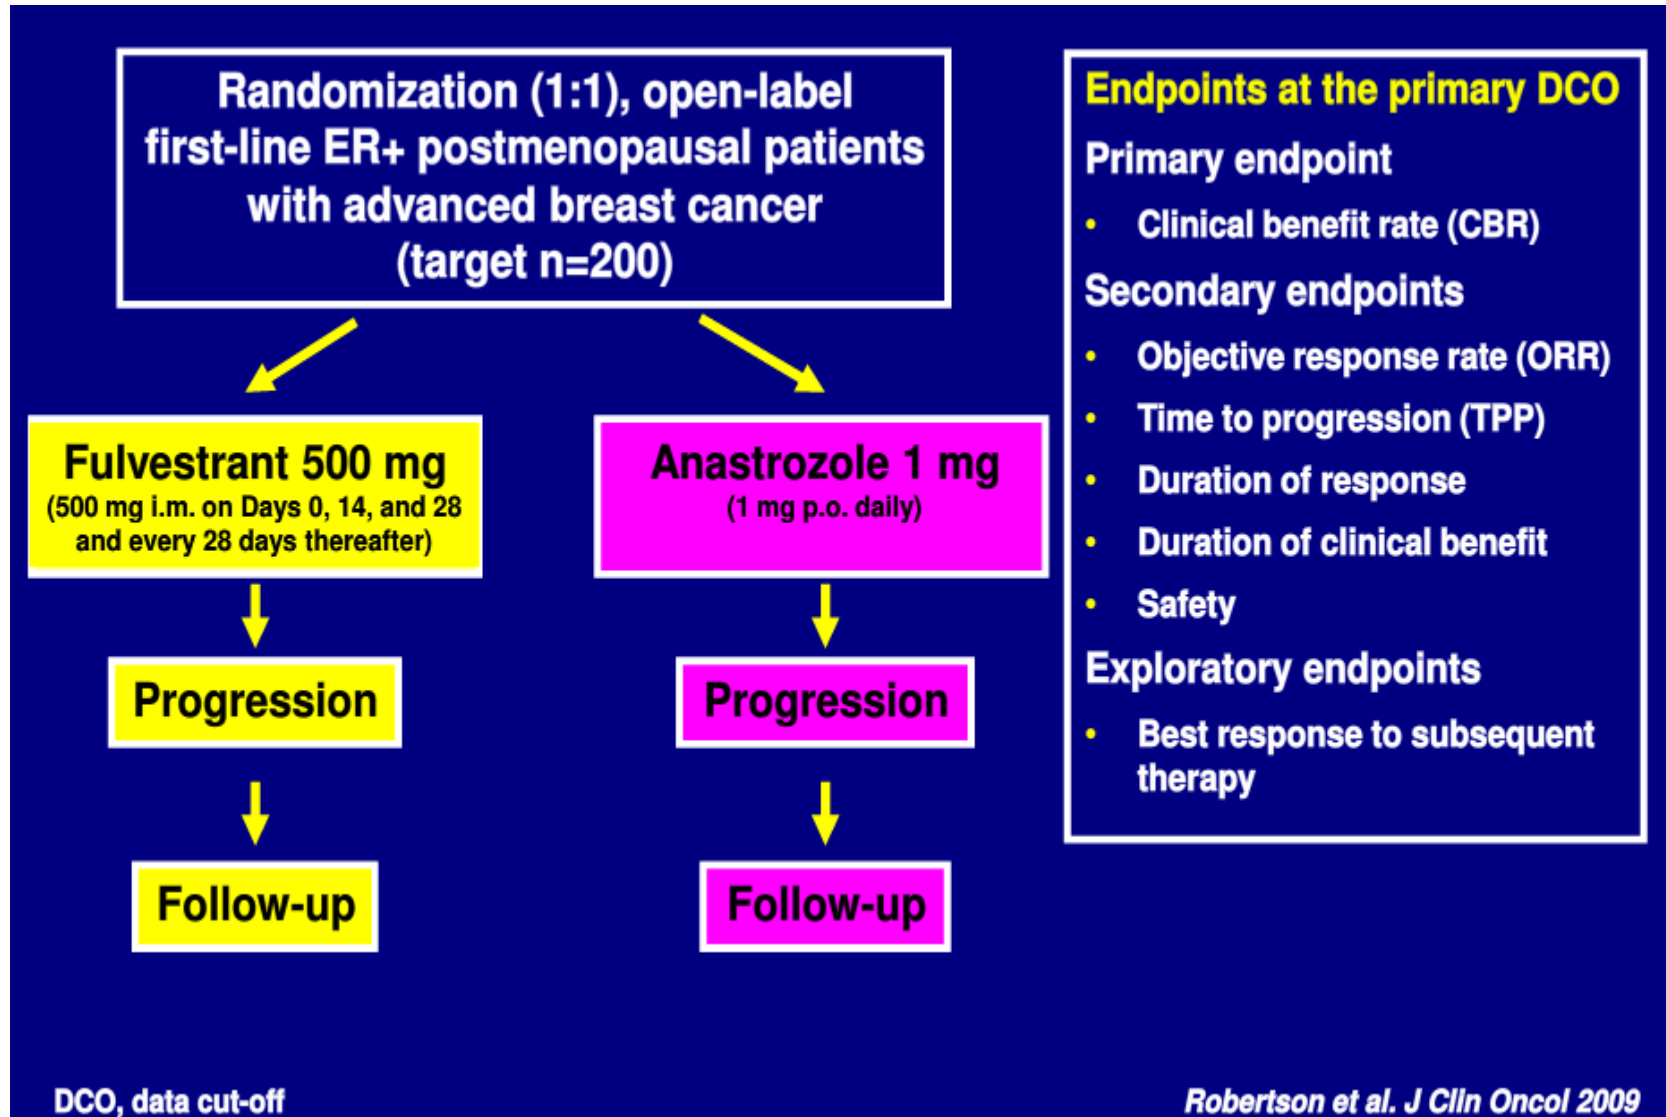 Randomization (1:1), open-label
first-line ER+ postmenopausal patients
with advanced breast cancer
(target n=200)
Fulvestrant 500 mg
(500 mg i.m. on Days 0, 14, and 28
and every 28 days thereafter)
Progression
Follow-up
Anastrozole 1 mg
(1 mg p.o. daily)
Progression
Follow-up
Endpoints at the primary DCO
Primary endpoint
• Clinical benefit rate (CBR)
Secondary endpoints
• Objective response rate (ORR)
• Time to progression (TPP)
• Duration of response
• Duration of clinical benefit
• Safety
Exploratory endpoints
• Best response to subsequent
therapy
DCO, data cut-off
Robertson et al. J Clin Oncol 2009